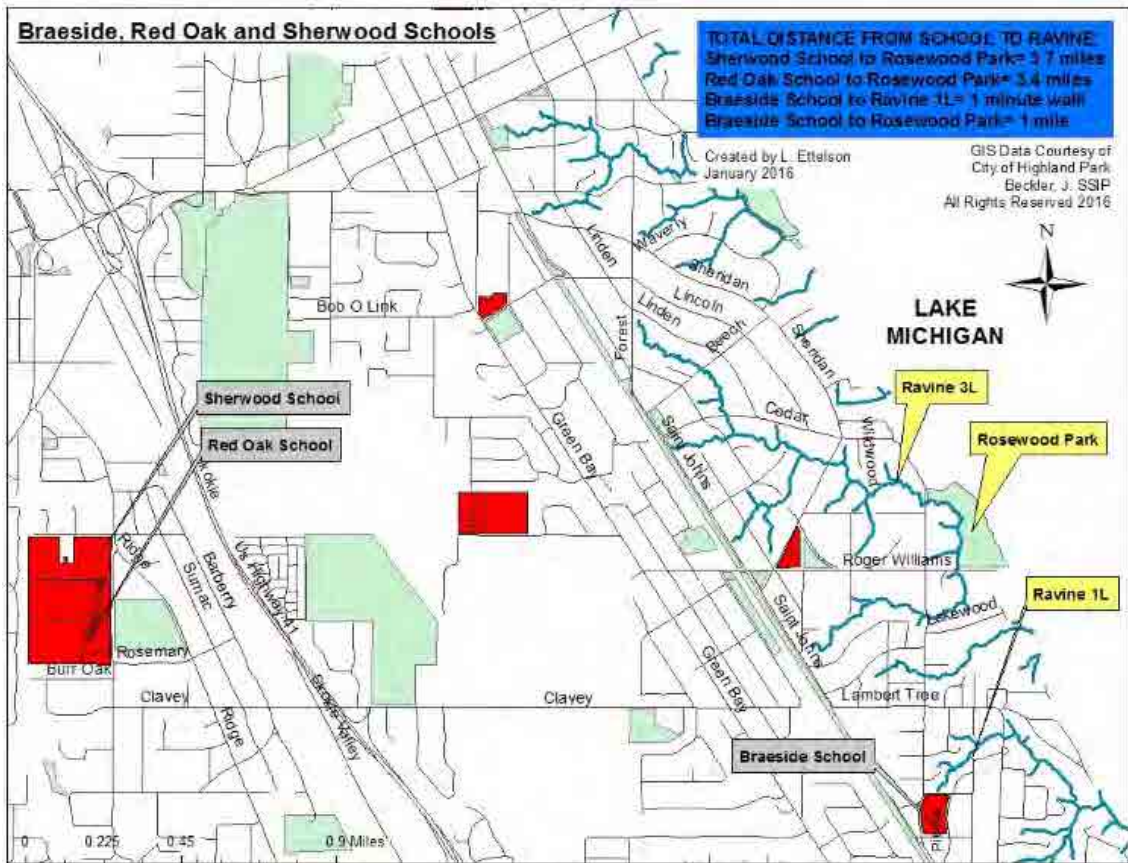 Braeside, Red Oak and Sherwood Schools
TOTAL DISTANCE FROM SCHOOL TO RAVINE:
Sherwood School to Rosewood Park= 3.7 miles
Red Oak School to Rosewood Park= 3.4 miles
Braeside School to Ravine 1L= 1 minute walk
Braeside School to Rosewood Park= 1 mile
Created by L. Ettelson
January 2016
GIS Data Courtesy of
City of Highland Park
Beckler, J. SSIP
All Rights Reserved 2016
N
LAKE
MICHIGAN
Linden
Waverly
Sheridan
Lincoln
Linden
Beech
Sheridan
Forest
Bob O Link
Sherwood School
Red Oak School
Ravine 3L
Rosewood Park
Cedar
Wildwood
Green Bay
Saint Johns
Ridge
Barberry
Sumac
Us Highway 41
Roger Williams
Ravine 1L
Lakewood
Saint Johns
Rosemary
Burr Oak
Clavey
Ridge
Skokie Valley
Clavey
Green Bay
Lambert Tree
Braeside School
0 0.225 0.45 0.9 Miles